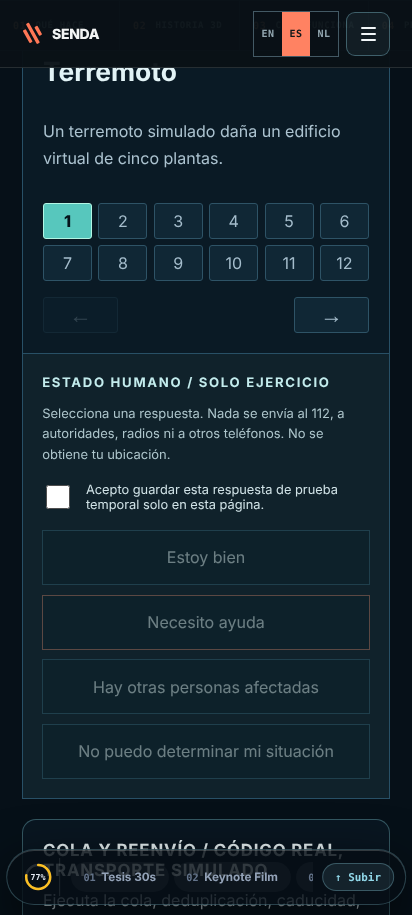 SENDA
EN ES NL
Terremoto
Un terremoto simulado daña un edificio
virtual de cinco plantas.
1 2 3 4 5 6
7 8 9 10 11 12
← →
ESTADO HUMANO / SOLO EJERCICIO
Selecciona una respuesta. Nada se envía al 112, a
autoridades, radios ni a otros teléfonos. No se
obtiene tu ubicación.
Acepto guardar esta respuesta de prueba
temporal solo en esta página.
Estoy bien
Necesito ayuda
Hay otras personas afectadas
No puedo determinar mi situación
COLA Y REENVÍO / CÓDIGO REAL,
TRANSPORTE SIMULADO
77% 01 Tesis 30s 02 Keynote Film ↑ Subir
Ejecuta la cola, deduplicación, caducidad,